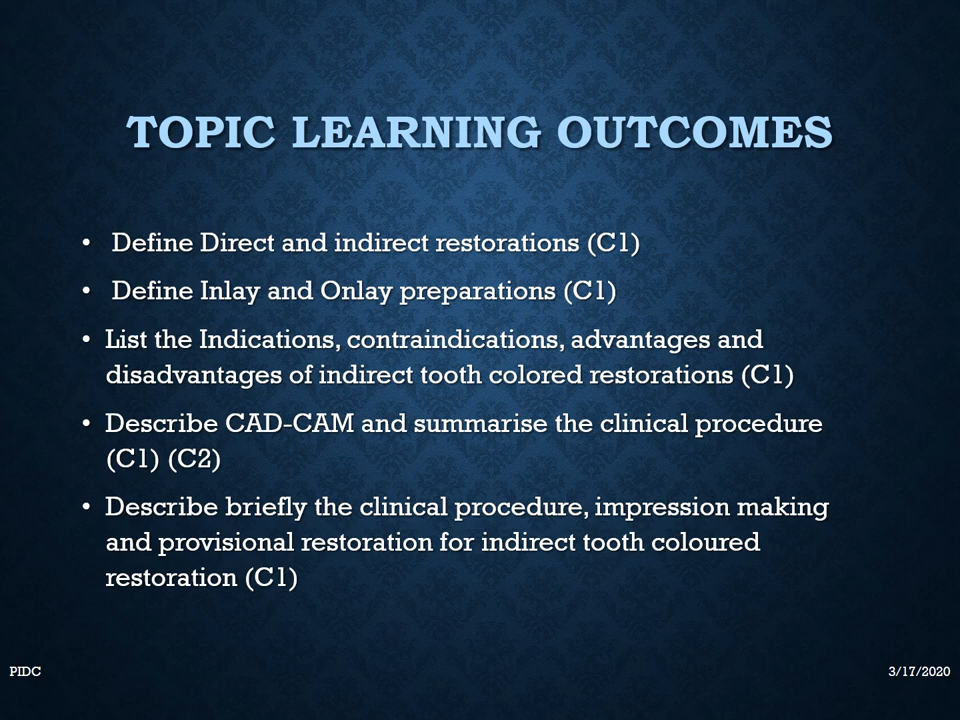 TOPIC LEARNING OUTCOMES
• Define Direct and indirect restorations (C1)
• Define Inlay and Onlay preparations (C1)
• List the Indications, contraindications, advantages and
disadvantages of indirect tooth colored restorations (C1)
• Describe CAD-CAM and summarise the clinical procedure
(C1) (C2)
• Describe briefly the clinical procedure, impression making
and provisional restoration for indirect tooth coloured
restoration (C1)
PIDC
3/17/2020